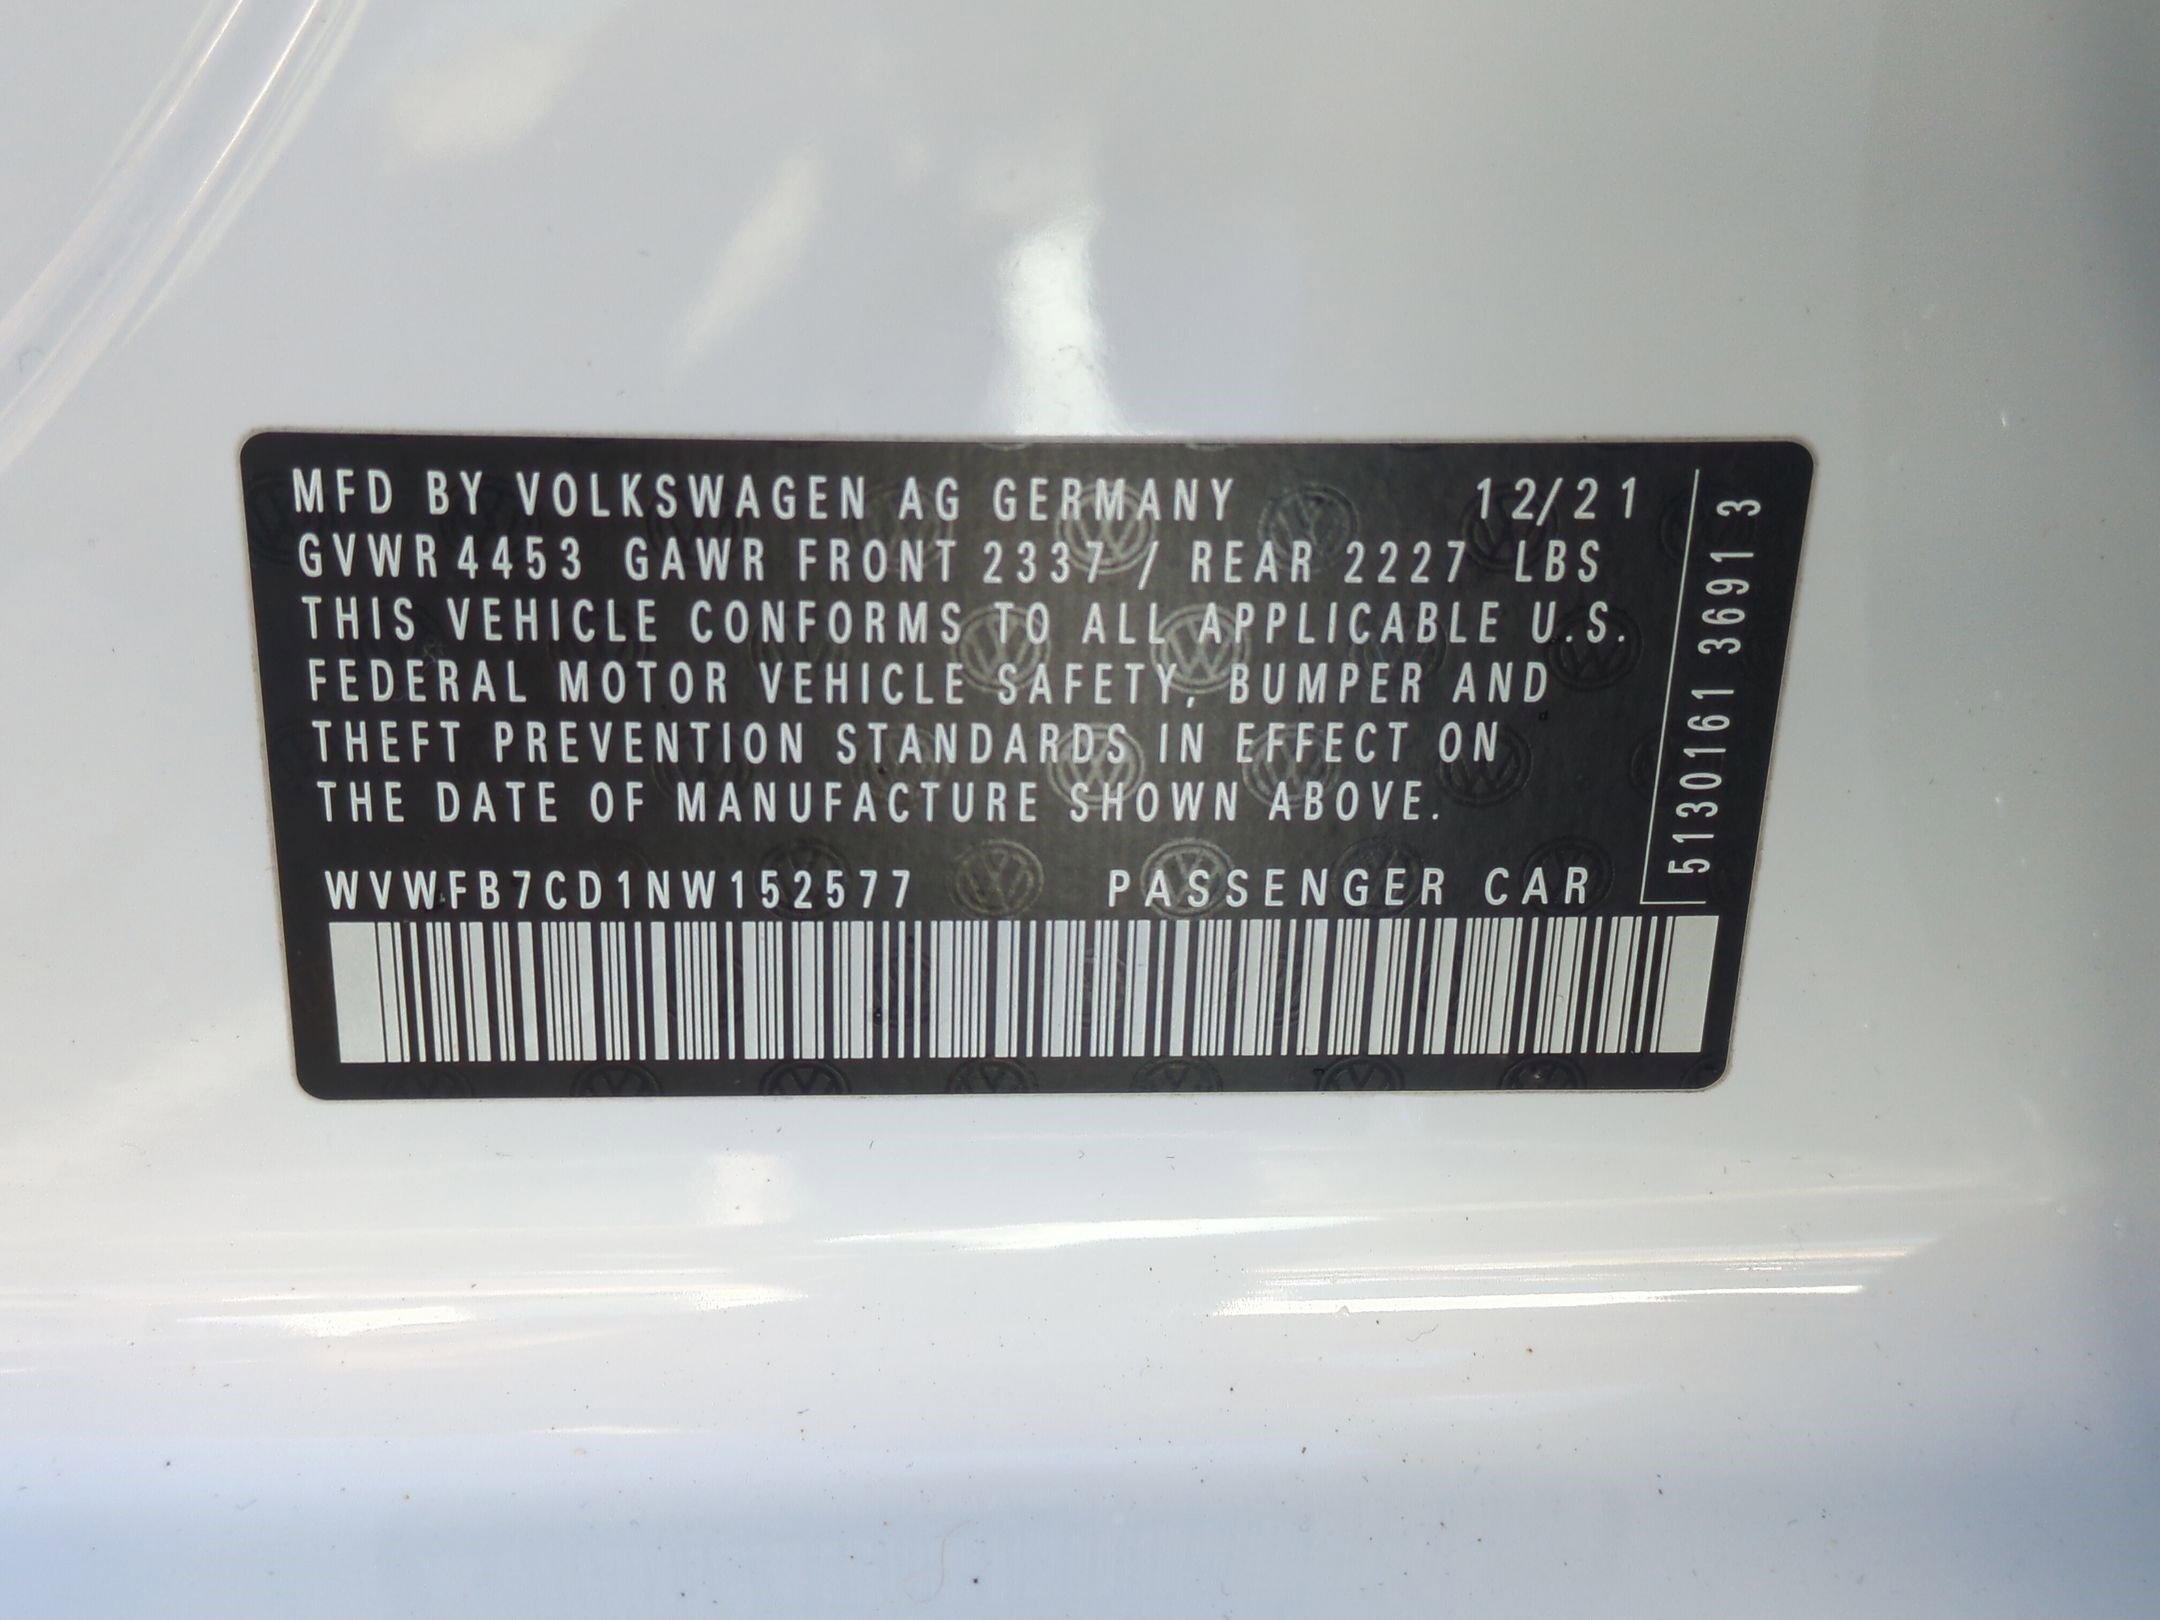 MFD BY VOLKSWAGEN AG GERMANY 12/21
GVWR 4453 GAWR FRONT 2337 / REAR 2227 LBS
THIS VEHICLE CONFORMS TO ALL APPLICABLE U.S.
FEDERAL MOTOR VEHICLE SAFETY, BUMPER AND
THEFT PREVENTION STANDARDS IN EFFECT ON
THE DATE OF MANUFACTURE SHOWN ABOVE.
WVWFB7CD1NW152577 PASSENGER CAR
5130161 36913